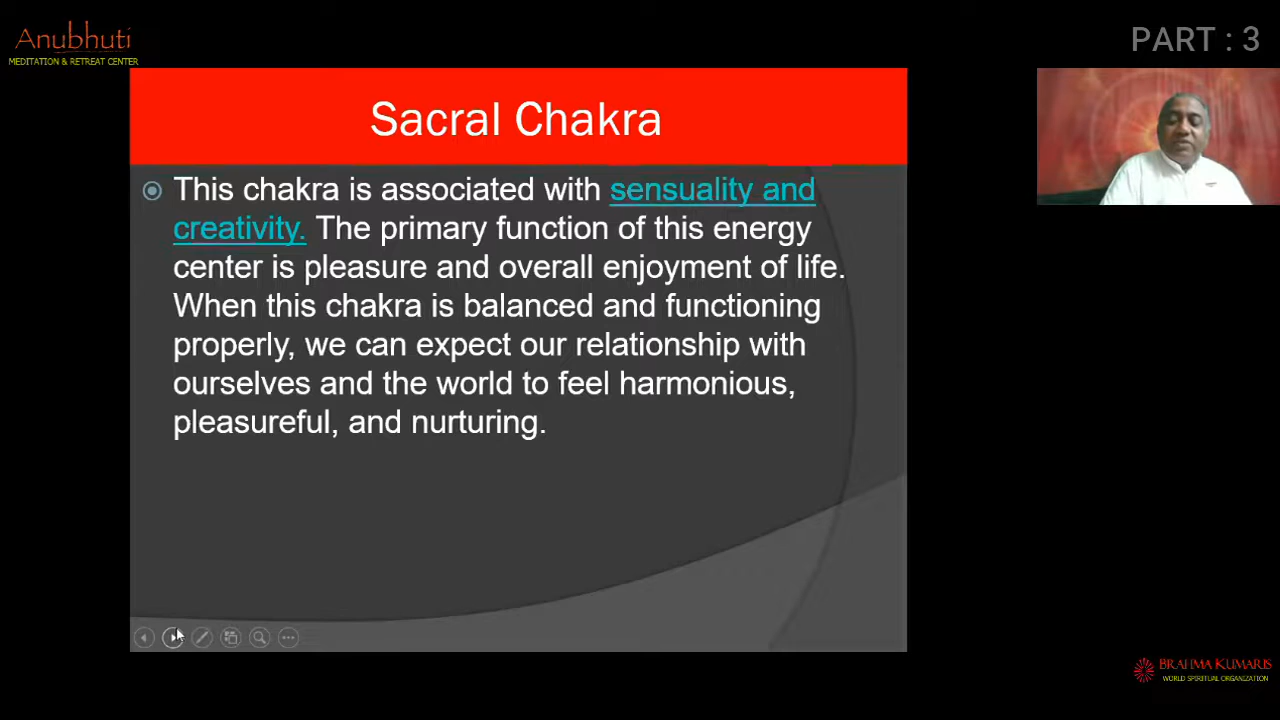 Anubhuti
MEDITATION & RETREAT CENTER
PART : 3
Sacral Chakra
This chakra is associated with sensuality and
creativity. The primary function of this energy
center is pleasure and overall enjoyment of life.
When this chakra is balanced and functioning
properly, we can expect our relationship with
ourselves and the world to feel harmonious,
pleasureful, and nurturing.
BRAHMA KUMARIS
WORLD SPIRITUAL ORGANIZATION